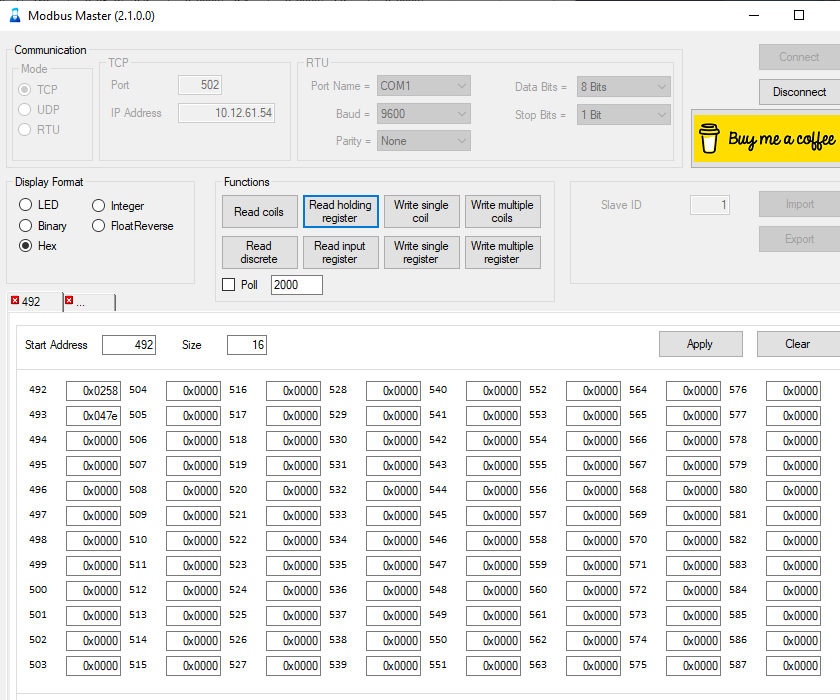 Modbus Master (2.1.0.0)
Communication
Mode
TCP
UDP
RTU
TCP
Port 502
IP Address 10.12.61.54
RTU
Port Name = COM1
Baud = 9600
Parity = None
Data Bits = 8 Bits
Stop Bits = 1 Bit
Connect
Disconnect
Buy me a coffee
Display Format
LED
Integer
Binary
FloatReverse
Hex
Functions
Read coils
Read holding
register
Write single
coil
Write multiple
coils
Read
discrete
Read input
register
Write single
register
Write multiple
register
Poll 2000
Slave ID 1
Import
Export
492 ...
Start Address 492 Size 16 Apply Clear
492 0x0258 504 0x0000 516 0x0000 528 0x0000 540 0x0000 552 0x0000 564 0x0000 576 0x0000
493 0x047e 505 0x0000 517 0x0000 529 0x0000 541 0x0000 553 0x0000 565 0x0000 577 0x0000
494 0x0000 506 0x0000 518 0x0000 530 0x0000 542 0x0000 554 0x0000 566 0x0000 578 0x0000
495 0x0000 507 0x0000 519 0x0000 531 0x0000 543 0x0000 555 0x0000 567 0x0000 579 0x0000
496 0x0000 508 0x0000 520 0x0000 532 0x0000 544 0x0000 556 0x0000 568 0x0000 580 0x0000
497 0x0000 509 0x0000 521 0x0000 533 0x0000 545 0x0000 557 0x0000 569 0x0000 581 0x0000
498 0x0000 510 0x0000 522 0x0000 534 0x0000 546 0x0000 558 0x0000 570 0x0000 582 0x0000
499 0x0000 511 0x0000 523 0x0000 535 0x0000 547 0x0000 559 0x0000 571 0x0000 583 0x0000
500 0x0000 512 0x0000 524 0x0000 536 0x0000 548 0x0000 560 0x0000 572 0x0000 584 0x0000
501 0x0000 513 0x0000 525 0x0000 537 0x0000 549 0x0000 561 0x0000 573 0x0000 585 0x0000
502 0x0000 514 0x0000 526 0x0000 538 0x0000 550 0x0000 562 0x0000 574 0x0000 586 0x0000
503 0x0000 515 0x0000 527 0x0000 539 0x0000 551 0x0000 563 0x0000 575 0x0000 587 0x0000